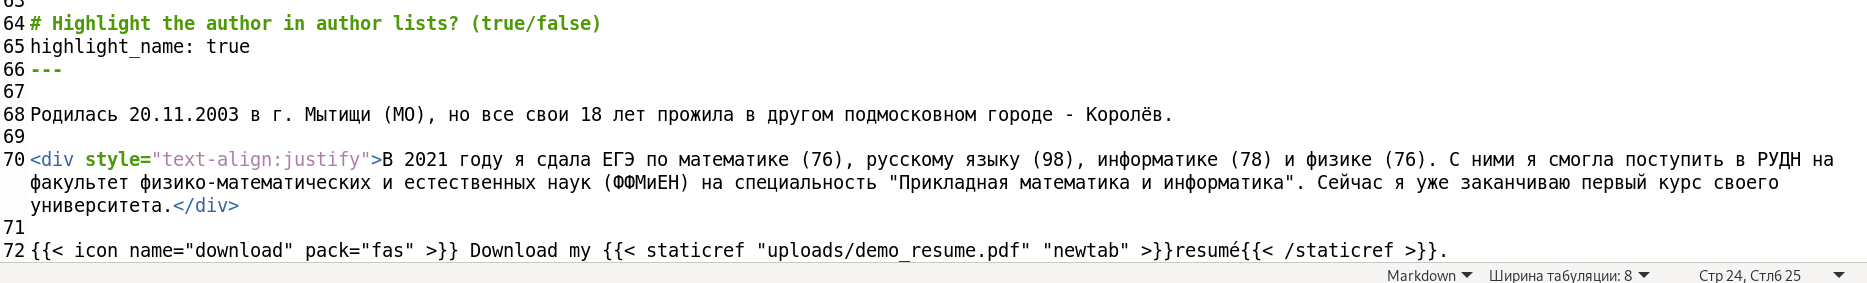 63
64 # Highlight the author in author lists? (true/false)
65 highlight_name: true
66 ---
67
68 Родилась 20.11.2003 в г. Мытищи (МО), но все свои 18 лет прожила в другом подмосковном городе - Королёв.
69
70 <div style="text-align:justify">В 2021 году я сдала ЕГЭ по математике (76), русскому языку (98), информатике (78) и физике (76). С ними я смогла поступить в РУДН на
факультет физико-математических и естественных наук (ФФМиЕН) на специальность "Прикладная математика и информатика". Сейчас я уже заканчиваю первый курс своего
университета.</div>
71
72 {{< icon name="download" pack="fas" >}} Download my {{< staticref "uploads/demo_resume.pdf" "newtab" >}}resumé{{< /staticref >}}.
Markdown Ширина табуляции: 8 Стр 24, Стлб 25